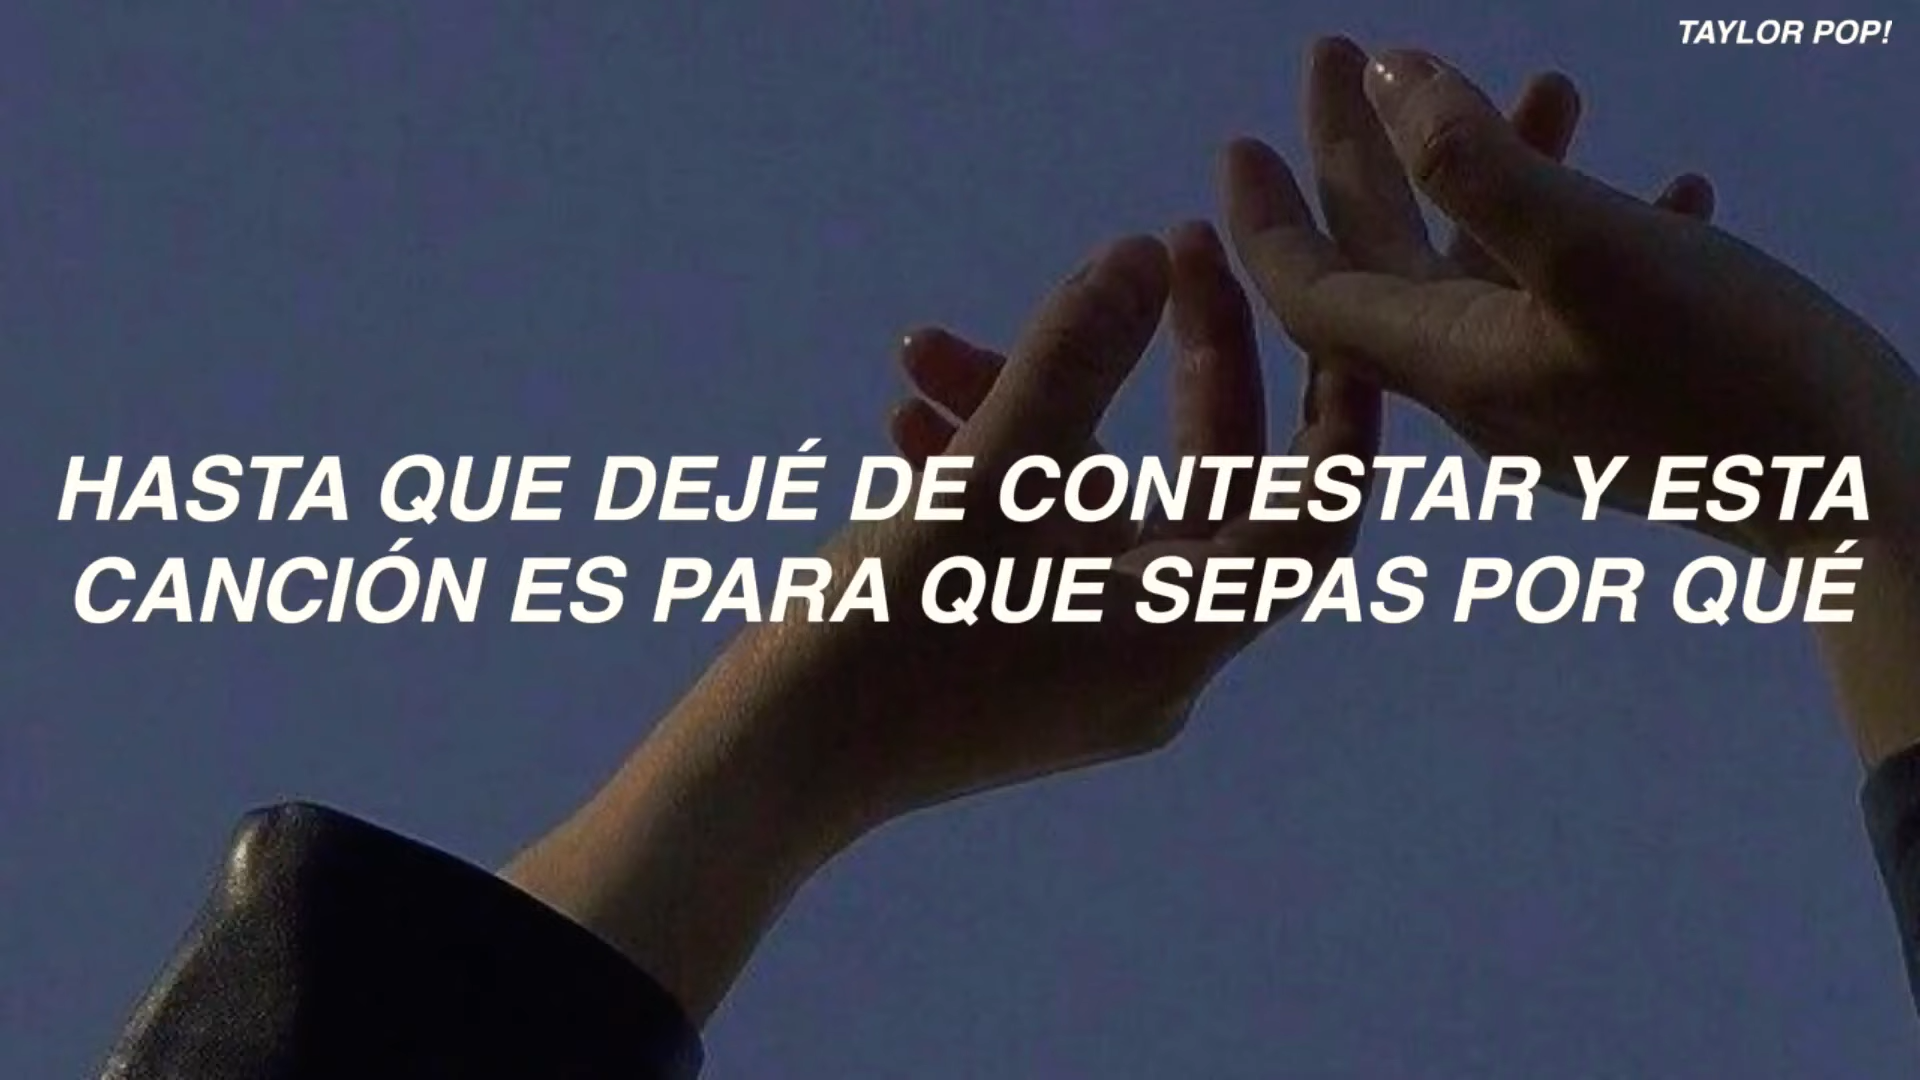 TAYLOR POP!
HASTA QUE DEJÉ DE CONTESTAR Y ESTA
CANCIÓN ES PARA QUE SEPAS POR QUÉ